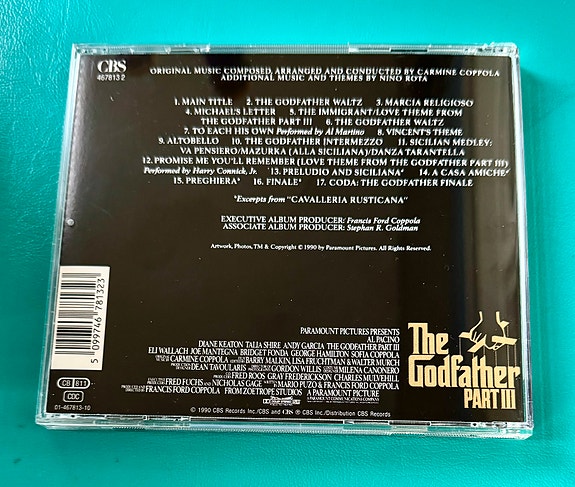 CBS
467813 2
ORIGINAL MUSIC COMPOSED, ARRANGED AND CONDUCTED BY CARMINE COPPOLA
ADDITIONAL MUSIC AND THEMES BY NINO ROTA
1. MAIN TITLE 2. THE GODFATHER WALTZ 3. MARCIA RELIGIOSO
4. MICHAEL'S LETTER 5. THE IMMIGRANT/LOVE THEME FROM
THE GODFATHER PART III 6. THE GODFATHER WALTZ
7. TO EACH HIS OWN Performed by Al Martino 8. VINCENT'S THEME
9. ALTOBELLO 10. THE GODFATHER INTERMEZZO 11. SICILIAN MEDLEY:
VA PENSIERO/MAZURKA (ALLA SICILIANA)/DANZA TARANTELLA
12. PROMISE ME YOU'LL REMEMBER (LOVE THEME FROM THE GODFATHER PART III)
Performed by Harry Connick, Jr. *13. PRELUDIO AND SICILIANA* 14. A CASA AMICHE*
15. PREGHIERA* 16. FINALE* 17. CODA: THE GODFATHER FINALE
*Excerpts from "CAVALLERIA RUSTICANA"
EXECUTIVE ALBUM PRODUCER: Francis Ford Coppola
ASSOCIATE ALBUM PRODUCER: Stephan R. Goldman
Artwork, Photos, TM & Copyright © 1990 by Paramount Pictures. All Rights Reserved.
5 099746 781323
CB 811
CDC
01-467813-10
PARAMOUNT PICTURES PRESENTS
AL PACINO
DIANE KEATON TALIA SHIRE ANDY GARCIA THE GODFATHER PART III
ELI WALLACH JOE MANTEGNA BRIDGET FONDA GEORGE HAMILTON SOFIA COPPOLA
CARMINE COPPOLA BARRY MALKIN, LISA FRUCHTMAN & WALTER MURCH
DEAN TAVOULARIS GORDON WILLIS MILENA CANONERO
FRED ROOS GRAY FREDERICKSON CHARLES MULVEHILL
FRED FUCHS AND NICHOLAS GAGE MARIO PUZO & FRANCIS FORD COPPOLA
FRANCIS FORD COPPOLA FROM ZOETROPE STUDIOS A PARAMOUNT PICTURE
The
Godfather
PART III
© 1990 CBS Records Inc./CBS and CBS ® CBS Inc./Distribution CBS Records